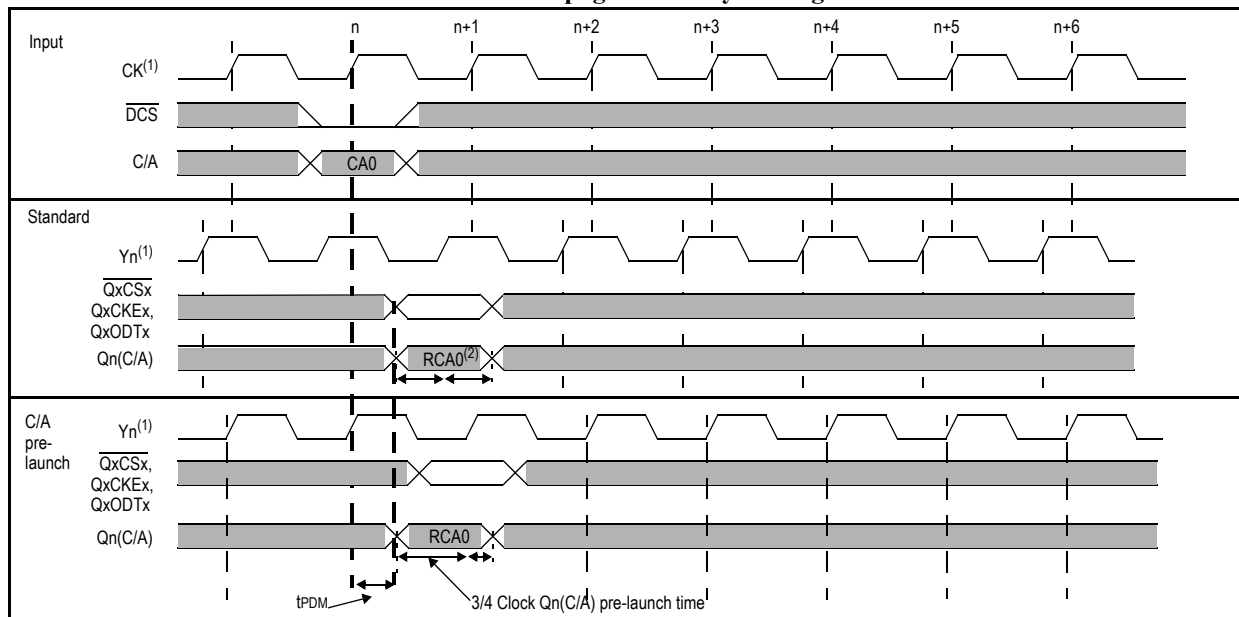 n n+1 n+2 n+3 n+4 n+5 n+6
Input
CK(1)
DCS
C/A
CA0
Standard
Yn(1)
QxCSx
QxCKEx,
QxODTx
Qn(C/A)
RCA0(2)
C/A
pre-
launch
Yn(1)
QxCSx,
QxCKEx,
QxODTx
Qn(C/A)
RCA0
tPDM
3/4 Clock Qn(C/A) pre-launch time